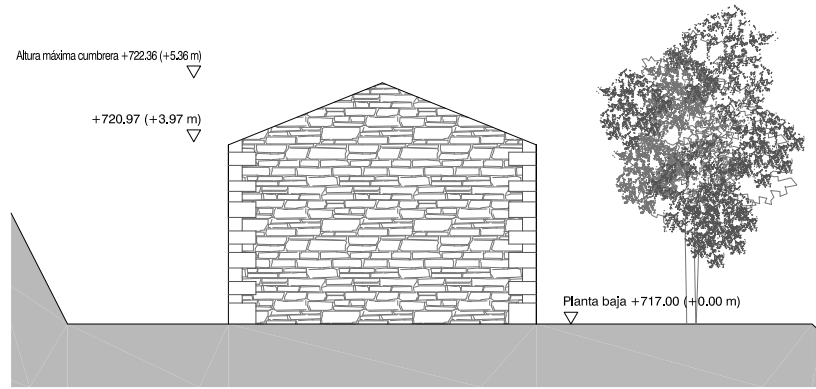 Altura máxima cumbrera +722.36 (+5.36 m)
+720.97 (+3.97 m)
Planta baja +717.00 (+0.00 m)